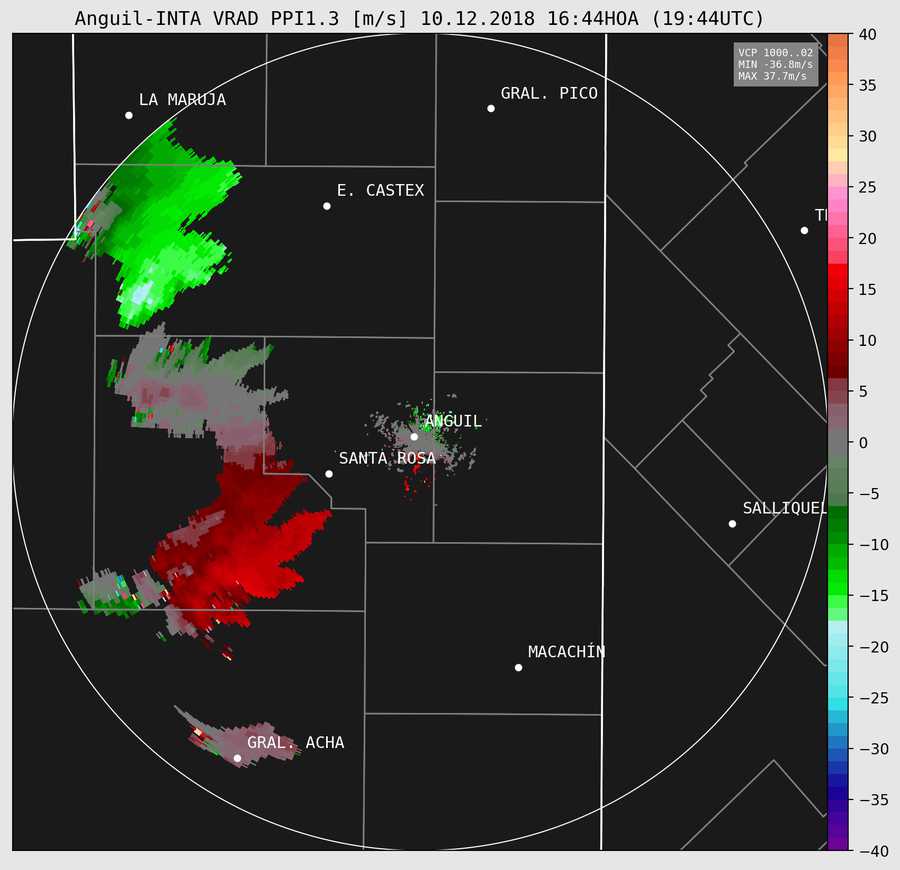 Anguil-INTA VRAD PPI1.3 [m/s] 10.12.2018 16:44HOA (19:44UTC)
VCP 1000..02
MIN -36.8m/s
MAX 37.7m/s
LA MARUJA
GRAL. PICO
E. CASTEX
TR
ANGUIL
SANTA ROSA
SALLIQUEL
MACACHÍN
GRAL. ACHA
40
35
30
25
20
15
10
5
0
−5
−10
−15
−20
−25
−30
−35
−40